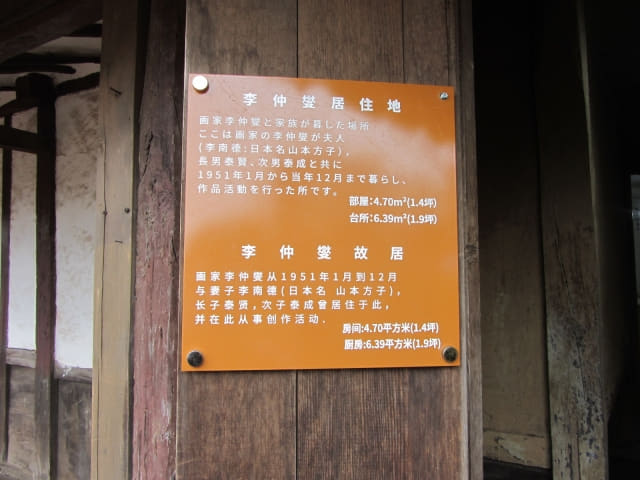 李仲燮居住地
画家李仲燮と家族が暮した場所
ここは画家の李仲燮が夫人
(李南徳:日本名山本方子),
長男泰賢、次男泰成と共に
1951年1月から当年12月まで暮らし、
作品活動を行った所です。
部屋:4.70m²(1.4坪)
台所:6.39m²(1.9坪)
李仲燮故居
画家李仲燮从1951年1月到12月
与妻子李南德(日本名 山本方子),
长子泰贤,次子泰成曾居住于此,
并在此从事创作活动.
房间:4.70平方米(1.4坪)
厨房:6.39平方米(1.9坪)